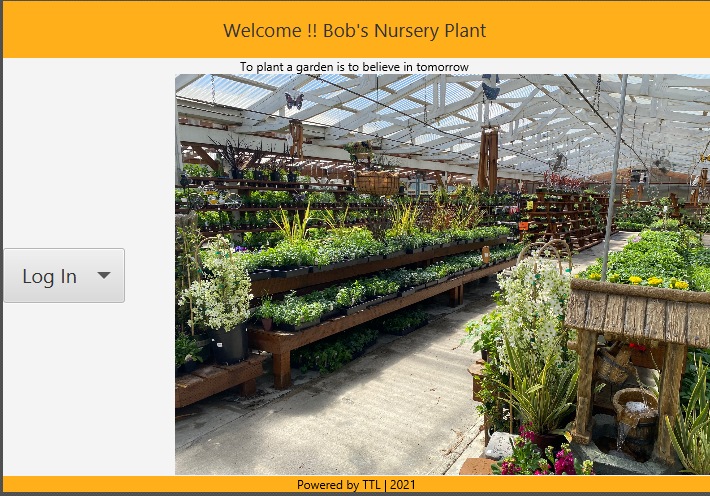 Welcome !! Bob's Nursery Plant
To plant a garden is to believe in tomorrow
Log In
Powered by TTL | 2021